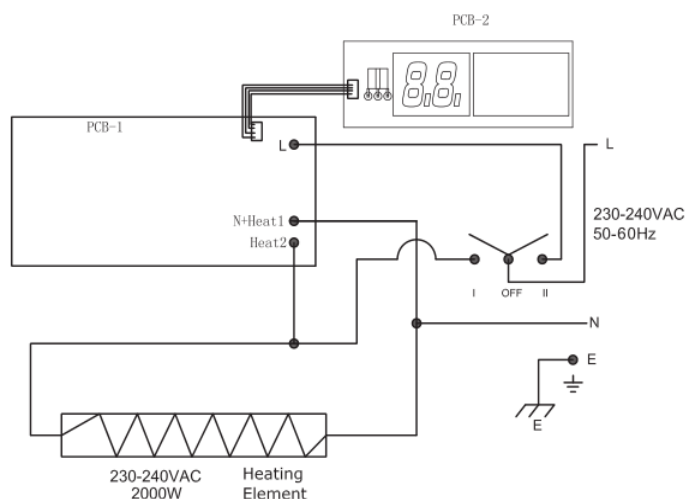 PCB-2
8.8.
PCB-1
L
L
N+Heat1
230-240VAC
50-60Hz
Heat2
I OFF II
N
E
E
230-240VAC
2000W
Heating
Element